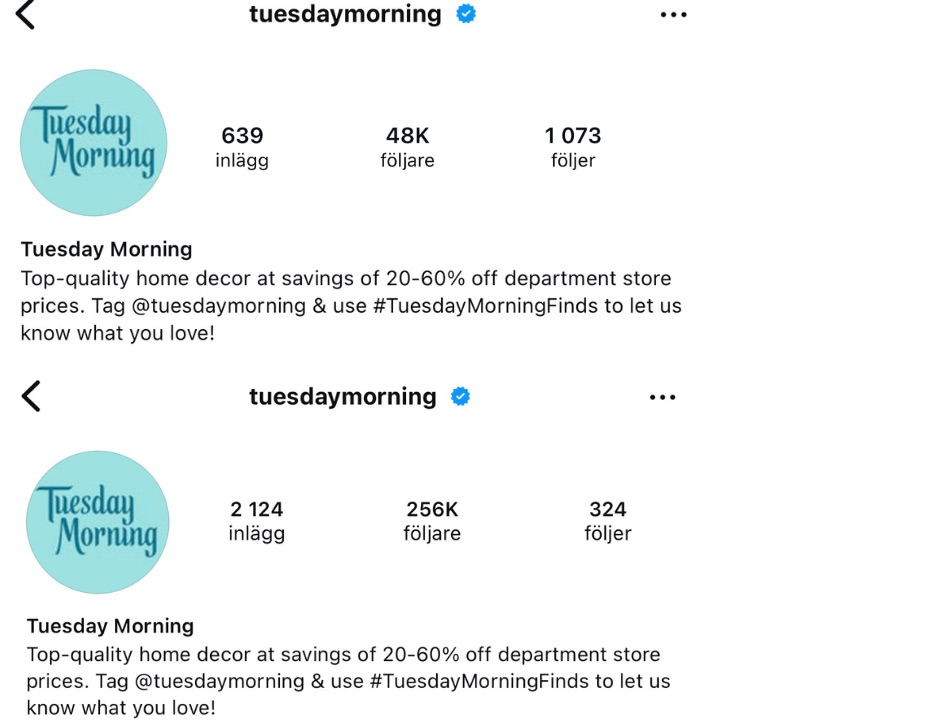 tuesdaymorning
Tuesday
Morning
639
48K
1 073
inlägg
följare
följer
Tuesday Morning
Top-quality home decor at savings of 20-60% off department store
prices. Tag @tuesdaymorning & use #TuesdayMorningFinds to let us
know what you love!
tuesdaymorning
Tuesday
Morning
2 124
256K
324
inlägg
följare
följer
Tuesday Morning
Top-quality home decor at savings of 20-60% off department store
prices. Tag @tuesdaymorning & use #TuesdayMorningFinds to let us
know what you love!